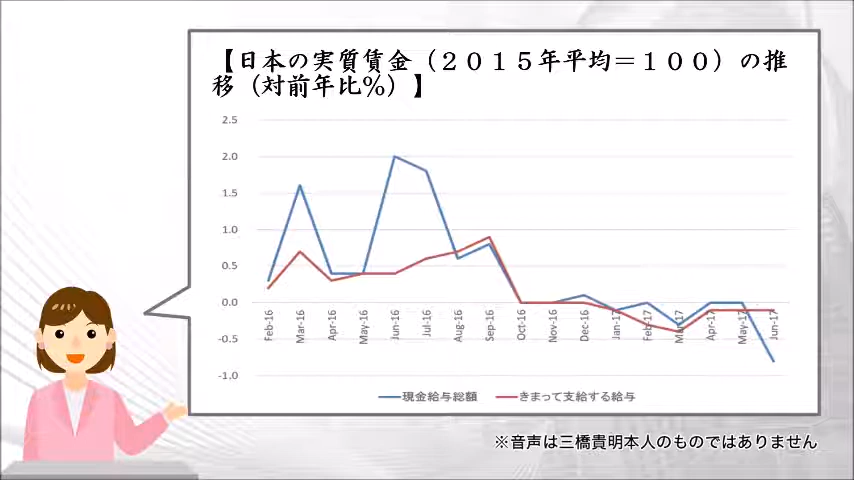 【日本の実質賃金（２０１５年平均＝１００）の推
移（対前年比%）】
2.5
2.0
1.5
1.0
0.5
0.0
-0.5
-1.0
Feb-16
Mar-16
Apr-16
May-16
Jun-16
Jul-16
Aug-16
Sep-16
Oct-16
Nov-16
Dec-16
Jan-17
Feb-17
Mar-17
Apr-17
May-17
Jun-17
現金給与総額 きまって支給する給与
※音声は三橋貴明本人のものではありません